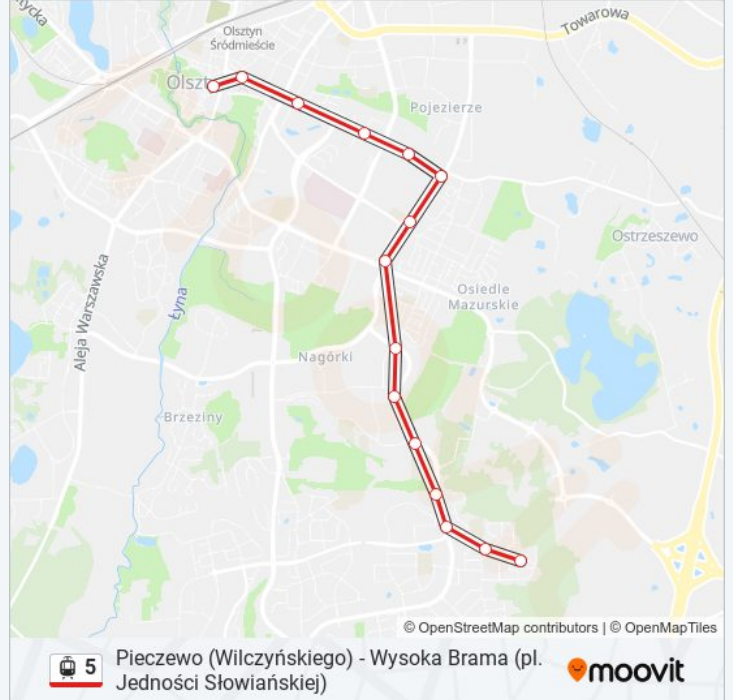 tycka
Olsztyn
Śródmieście
Towarowa
Olszt
Pojezierze
Ostrzeszewo
Aleja Warszawska
Łyna
Osiedle
Mazurskie
Nagórki
Brzeziny
© OpenStreetMap contributors | © OpenMapTiles
5
Pieczewo (Wilczyńskiego) - Wysoka Brama (pl.
Jedności Słowiańskiej)
moovit